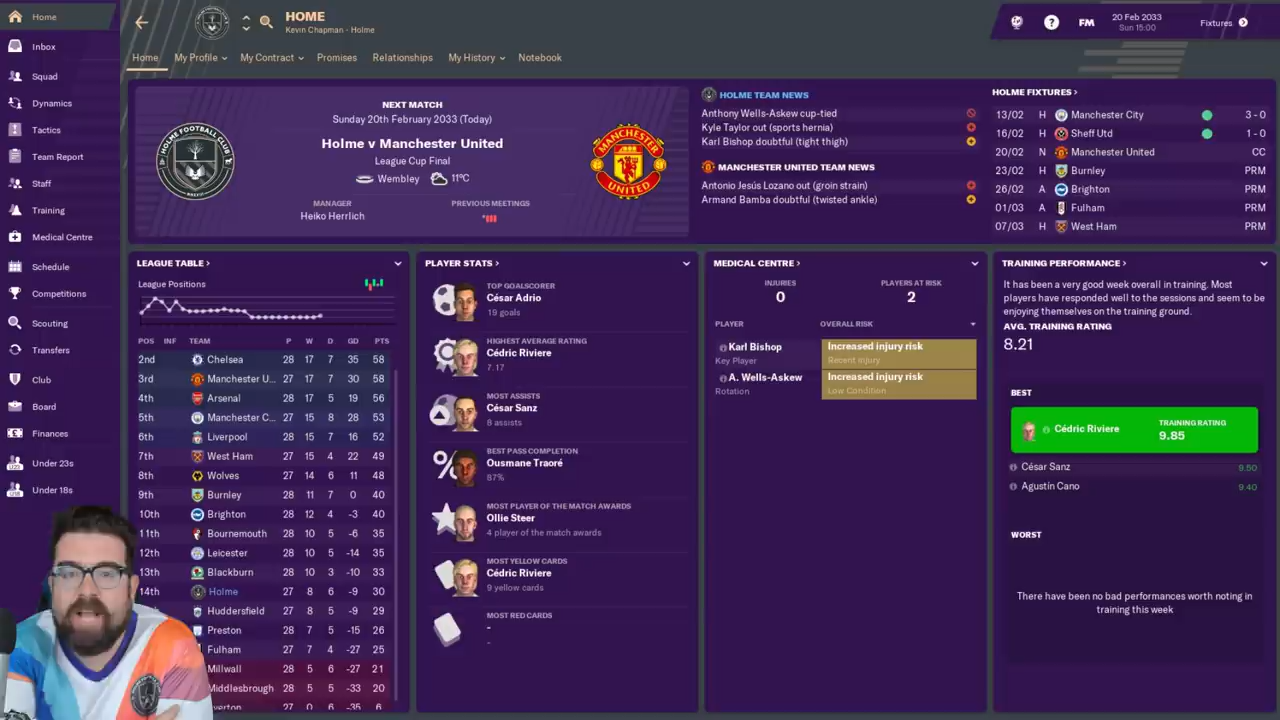 Home
HOME
Kevin Chapman - Holme
FM
20 Feb 2033
Sun 15:00
Fixtures
Inbox
Squad
Dynamics
Tactics
Team Report
Staff
Training
Medical Centre
Schedule
Competitions
Scouting
Transfers
Club
Board
Finances
Under 23s
Under 18s
Home
My Profile
My Contract
Promises
Relationships
My History
Notebook
HOLME FOOTBALL CLUB
NEXT MATCH
Sunday 20th February 2033 (Today)
Holme v Manchester United
League Cup Final
Wembley 11°C
MANAGER
Heiko Herrlich
PREVIOUS MEETINGS
MANCHESTER
UNITED
HOLME TEAM NEWS
Anthony Wells-Askew cup-tied
Kyle Taylor out (sports hernia)
Karl Bishop doubtful (tight thigh)
MANCHESTER UNITED TEAM NEWS
Antonio Jesús Lozano out (groin strain)
Armand Bamba doubtful (twisted ankle)
HOLME FIXTURES >
13/02 H Manchester City 3 - 0
16/02 H Sheff Utd 1 - 0
20/02 N Manchester United CC
23/02 H Burnley PRM
26/02 A Brighton PRM
01/03 A Fulham PRM
07/03 H West Ham PRM
LEAGUE TABLE >
League Positions
POS INF TEAM P W D GD PTS
2nd Chelsea 28 17 7 35 58
3rd Manchester U... 27 17 7 30 58
4th Arsenal 28 17 5 19 56
5th Manchester C... 27 15 8 28 53
6th Liverpool 28 15 7 16 52
7th West Ham 27 15 4 22 49
8th Wolves 27 14 6 11 48
9th Burnley 28 11 7 0 40
10th Brighton 28 12 4 -3 40
11th Bournemouth 28 10 5 -6 35
12th Leicester 28 10 5 -14 35
13th Blackburn 28 10 3 -10 33
14th Holme 27 8 6 -9 30
Huddersfield 27 8 5 -9 29
Preston 28 7 5 -15 26
Fulham 27 7 4 -27 25
Millwall 28 5 6 -27 21
Middlesbrough 28 5 5 -33 20
verton 27 0 6 -35 6
PLAYER STATS >
TOP GOALSCORER
César Adrio
19 goals
HIGHEST AVERAGE RATING
Cédric Riviere
7.17
MOST ASSISTS
César Sanz
8 assists
BEST PASS COMPLETION
Ousmane Traoré
87%
MOST PLAYER OF THE MATCH AWARDS
Ollie Steer
4 player of the match awards
MOST YELLOW CARDS
Cédric Riviere
9 yellow cards
MOST RED CARDS
-
-
MEDICAL CENTRE >
INJURIES
0
PLAYERS AT RISK
2
PLAYER OVERALL RISK
Karl Bishop
Key Player
Increased injury risk
Recent injury
A. Wells-Askew
Rotation
Increased injury risk
Low Condition
TRAINING PERFORMANCE >
It has been a very good week overall in training. Most
players have responded well to the sessions and seem to be
enjoying themselves on the training ground.
AVG. TRAINING RATING
8.21
BEST
Cédric Riviere
TRAINING RATING
9.85
César Sanz 9.50
Agustín Cano 9.40
WORST
There have been no bad performances worth noting in
training this week